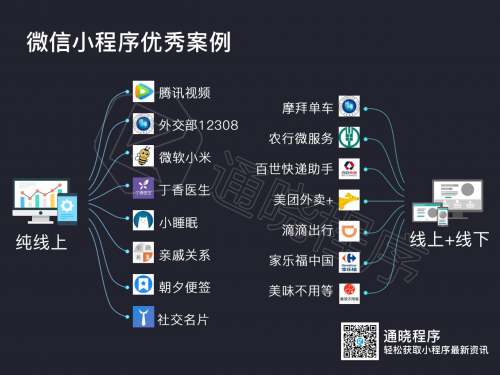 微信小程序优秀案例
腾讯视频
外交部12308
微软小米
丁香医生
小睡眠
亲戚关系
朝夕便签
社交名片
纯线上
摩拜单车
农行微服务
百世快递助手
美团外卖+
滴滴出行
家乐福中国
美味不用等
线上+线下
通晓程序
通晓程序
轻松获取小程序最新资讯